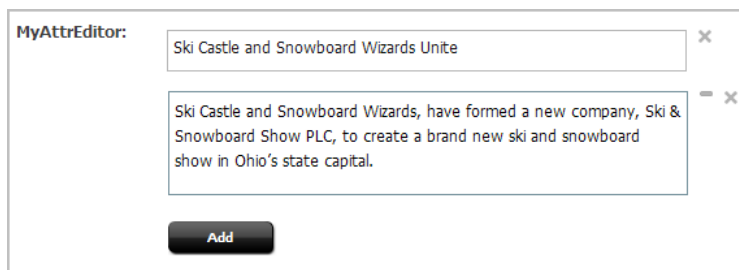 MyAttrEditor:
Ski Castle and Snowboard Wizards Unite
Ski Castle and Snowboard Wizards, have formed a new company, Ski &
Snowboard Show PLC, to create a brand new ski and snowboard
show in Ohio’s state capital.
Add